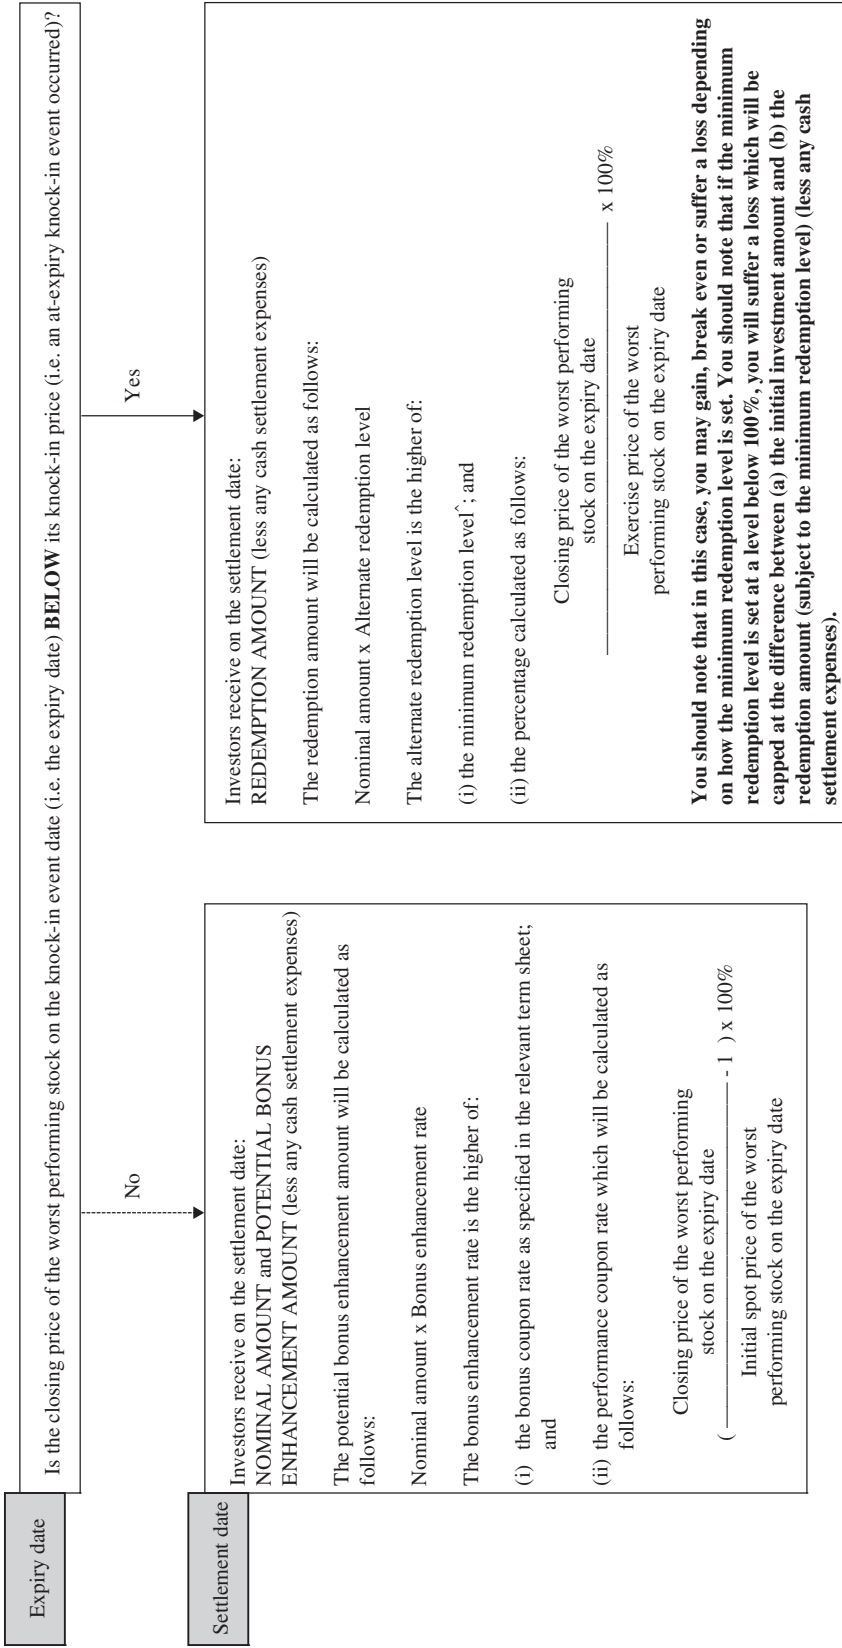 Expiry date
Is the closing price of the worst performing stock on the knock-in event date (i.e. the expiry date) BELOW its knock-in price (i.e. an at-expiry knock-in event occurred)?
No
Yes
Settlement date
Investors receive on the settlement date:
NOMINAL AMOUNT and POTENTIAL BONUS
ENHANCEMENT AMOUNT (less any cash settlement expenses)
The potential bonus enhancement amount will be calculated as
follows:
Nominal amount x Bonus enhancement rate
The bonus enhancement rate is the higher of:
(i) the bonus coupon rate as specified in the relevant term sheet;
and
(ii) the performance coupon rate which will be calculated as
follows:
Closing price of the worst performing
stock on the expiry date
( - 1 ) x 100%
Initial spot price of the worst
performing stock on the expiry date
Investors receive on the settlement date:
REDEMPTION AMOUNT (less any cash settlement expenses)
The redemption amount will be calculated as follows:
Nominal amount x Alternate redemption level
The alternate redemption level is the higher of:
(i) the minimum redemption level^; and
(ii) the percentage calculated as follows:
Closing price of the worst performing
stock on the expiry date
x 100%
Exercise price of the worst
performing stock on the expiry date
You should note that in this case, you may gain, break even or suffer a loss depending
on how the minimum redemption level is set. You should note that if the minimum
redemption level is set at a level below 100%, you will suffer a loss which will be
capped at the difference between (a) the initial investment amount and (b) the
redemption amount (subject to the minimum redemption level) (less any cash
settlement expenses).